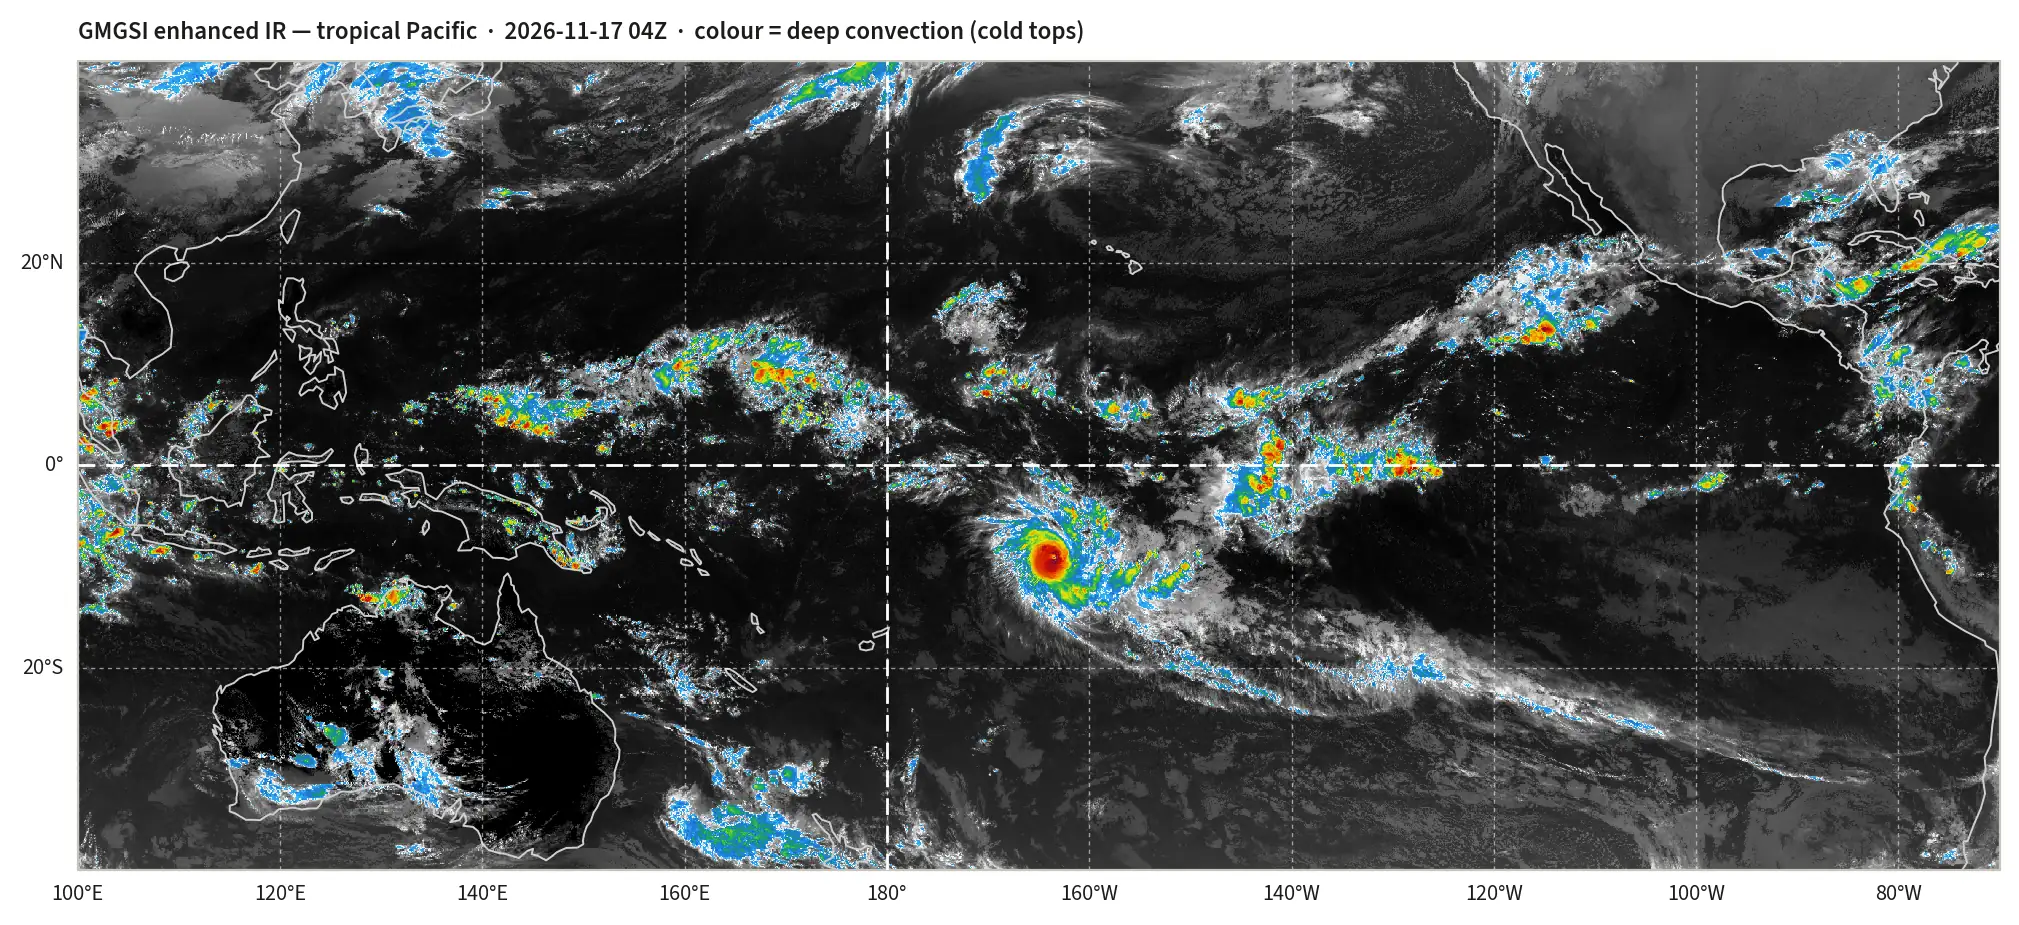 GMGSI enhanced IR — tropical Pacific · 2026-11-17 04Z · colour = deep convection (cold tops)
20°N
0°
20°S
100°E 120°E 140°E 160°E 180° 160°W 140°W 120°W 100°W 80°W